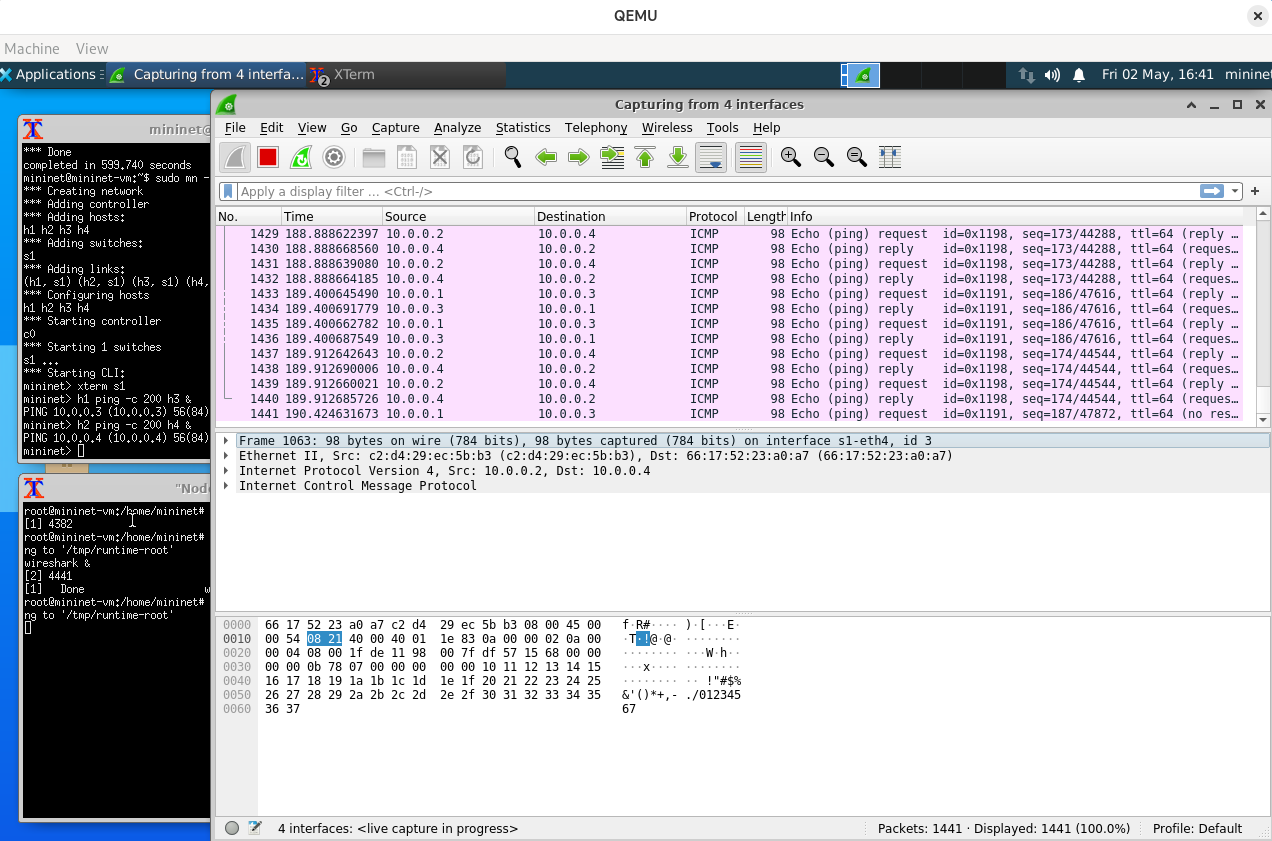 QEMU
Machine View
Applications Capturing from 4 interfa... 2 XTerm Fri 02 May, 16:41 minine
mininet@
*** Done
completed in 599.740 seconds
mininet@mininet-vm:~$ sudo mn -
*** Creating network
*** Adding controller
*** Adding hosts:
h1 h2 h3 h4
*** Adding switches:
s1
*** Adding links:
(h1, s1) (h2, s1) (h3, s1) (h4,
*** Configuring hosts
h1 h2 h3 h4
*** Starting controller
c0
*** Starting 1 switches
s1 ...
*** Starting CLI:
mininet> xterm s1
mininet> h1 ping -c 200 h3 &
PING 10.0.0.3 (10.0.0.3) 56(84)
mininet> h2 ping -c 200 h4 &
PING 10.0.0.4 (10.0.0.4) 56(84)
mininet>
"Nod
root@mininet-vm:/home/mininet#
[1] 4382
root@mininet-vm:/home/mininet#
ng to '/tmp/runtime-root'
wireshark &
[2] 4441
[1] Done w
root@mininet-vm:/home/mininet#
ng to '/tmp/runtime-root'
Capturing from 4 interfaces
File Edit View Go Capture Analyze Statistics Telephony Wireless Tools Help
Apply a display filter ... <Ctrl-/>
No. Time Source Destination Protocol Length Info
1429 188.888622397 10.0.0.2 10.0.0.4 ICMP 98 Echo (ping) request id=0x1198, seq=173/44288, ttl=64 (reply …
1430 188.888668560 10.0.0.4 10.0.0.2 ICMP 98 Echo (ping) reply id=0x1198, seq=173/44288, ttl=64 (reques…
1431 188.888639080 10.0.0.2 10.0.0.4 ICMP 98 Echo (ping) request id=0x1198, seq=173/44288, ttl=64 (reply …
1432 188.888664185 10.0.0.4 10.0.0.2 ICMP 98 Echo (ping) reply id=0x1198, seq=173/44288, ttl=64 (reques…
1433 189.400645490 10.0.0.1 10.0.0.3 ICMP 98 Echo (ping) request id=0x1191, seq=186/47616, ttl=64 (reply …
1434 189.400691779 10.0.0.3 10.0.0.1 ICMP 98 Echo (ping) reply id=0x1191, seq=186/47616, ttl=64 (reques…
1435 189.400662782 10.0.0.1 10.0.0.3 ICMP 98 Echo (ping) request id=0x1191, seq=186/47616, ttl=64 (reply …
1436 189.400687549 10.0.0.3 10.0.0.1 ICMP 98 Echo (ping) reply id=0x1191, seq=186/47616, ttl=64 (reques…
1437 189.912642643 10.0.0.2 10.0.0.4 ICMP 98 Echo (ping) request id=0x1198, seq=174/44544, ttl=64 (reply …
1438 189.912690006 10.0.0.4 10.0.0.2 ICMP 98 Echo (ping) reply id=0x1198, seq=174/44544, ttl=64 (reques…
1439 189.912660021 10.0.0.2 10.0.0.4 ICMP 98 Echo (ping) request id=0x1198, seq=174/44544, ttl=64 (reply …
1440 189.912685726 10.0.0.4 10.0.0.2 ICMP 98 Echo (ping) reply id=0x1198, seq=174/44544, ttl=64 (reques…
1441 190.424631673 10.0.0.1 10.0.0.3 ICMP 98 Echo (ping) request id=0x1191, seq=187/47872, ttl=64 (no res…
Frame 1063: 98 bytes on wire (784 bits), 98 bytes captured (784 bits) on interface s1-eth4, id 3
Ethernet II, Src: c2:d4:29:ec:5b:b3 (c2:d4:29:ec:5b:b3), Dst: 66:17:52:23:a0:a7 (66:17:52:23:a0:a7)
Internet Protocol Version 4, Src: 10.0.0.2, Dst: 10.0.0.4
Internet Control Message Protocol
0000 66 17 52 23 a0 a7 c2 d4 29 ec 5b b3 08 00 45 00 f·R#···· )·[···E·
0010 00 54 08 21 40 00 40 01 1e 83 0a 00 00 02 0a 00 ·T·!@·@· ········
0020 00 04 08 00 1f de 11 98 00 7f df 57 15 68 00 00 ········ ···W·h··
0030 00 00 0b 78 07 00 00 00 00 00 10 11 12 13 14 15 ···x···· ········
0040 16 17 18 19 1a 1b 1c 1d 1e 1f 20 21 22 23 24 25 ········ ·· !"#$%
0050 26 27 28 29 2a 2b 2c 2d 2e 2f 30 31 32 33 34 35 &'()*+,- ./012345
0060 36 37 67
4 interfaces: <live capture in progress> Packets: 1441 · Displayed: 1441 (100.0%) Profile: Default